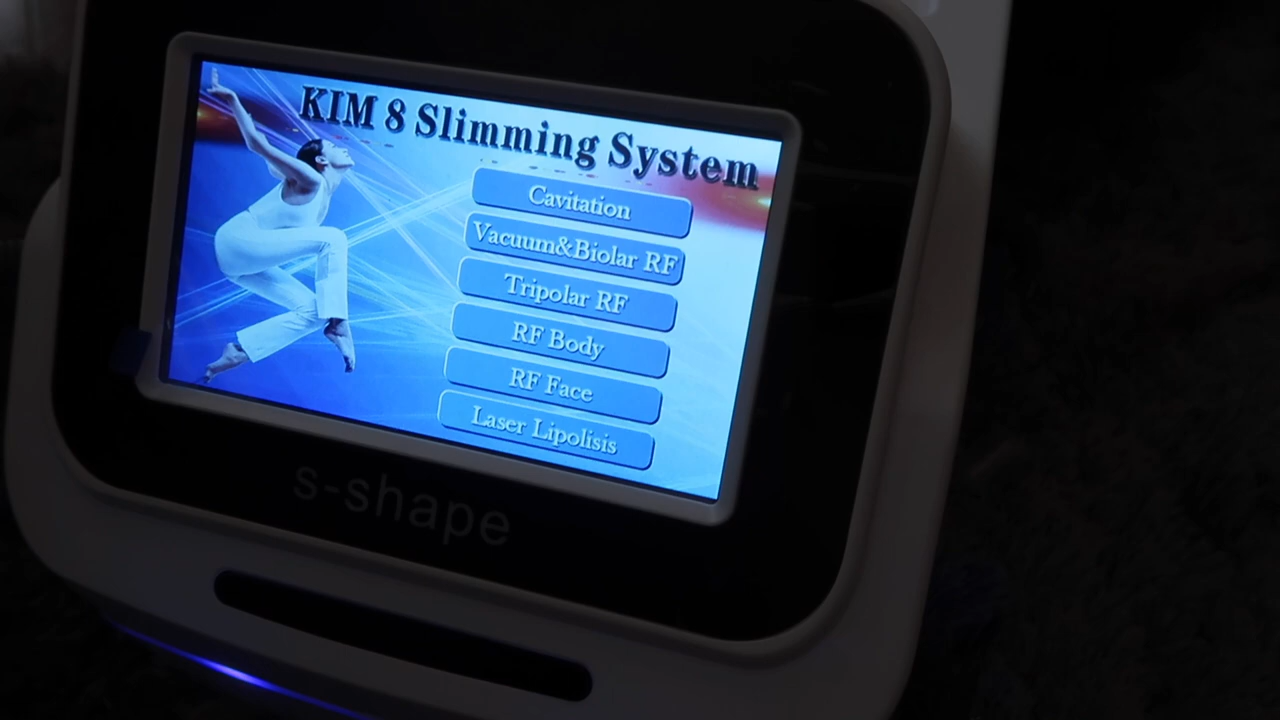 KIM 8 Slimming System
Cavitation
Vacuum&Biolar RF
Tripolar RF
RF Body
RF Face
Laser Lipolisis
s-shape